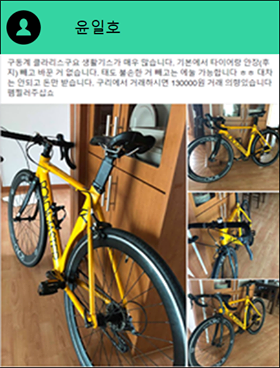 윤일호
구동계 클라리스구요 생활기스가 매우 많습니다. 기본에서 타이어랑 안장(후
지) 빼고 바꾼 거 없습니다. 태도 불손한 거 빼고는 에눌 가능합니다 ㅎㅎ 대차
는 안되고 돈만 받습니다. 구리에서 거래하시면 130000원 거래 의향있습니다
펨찔러주십쇼